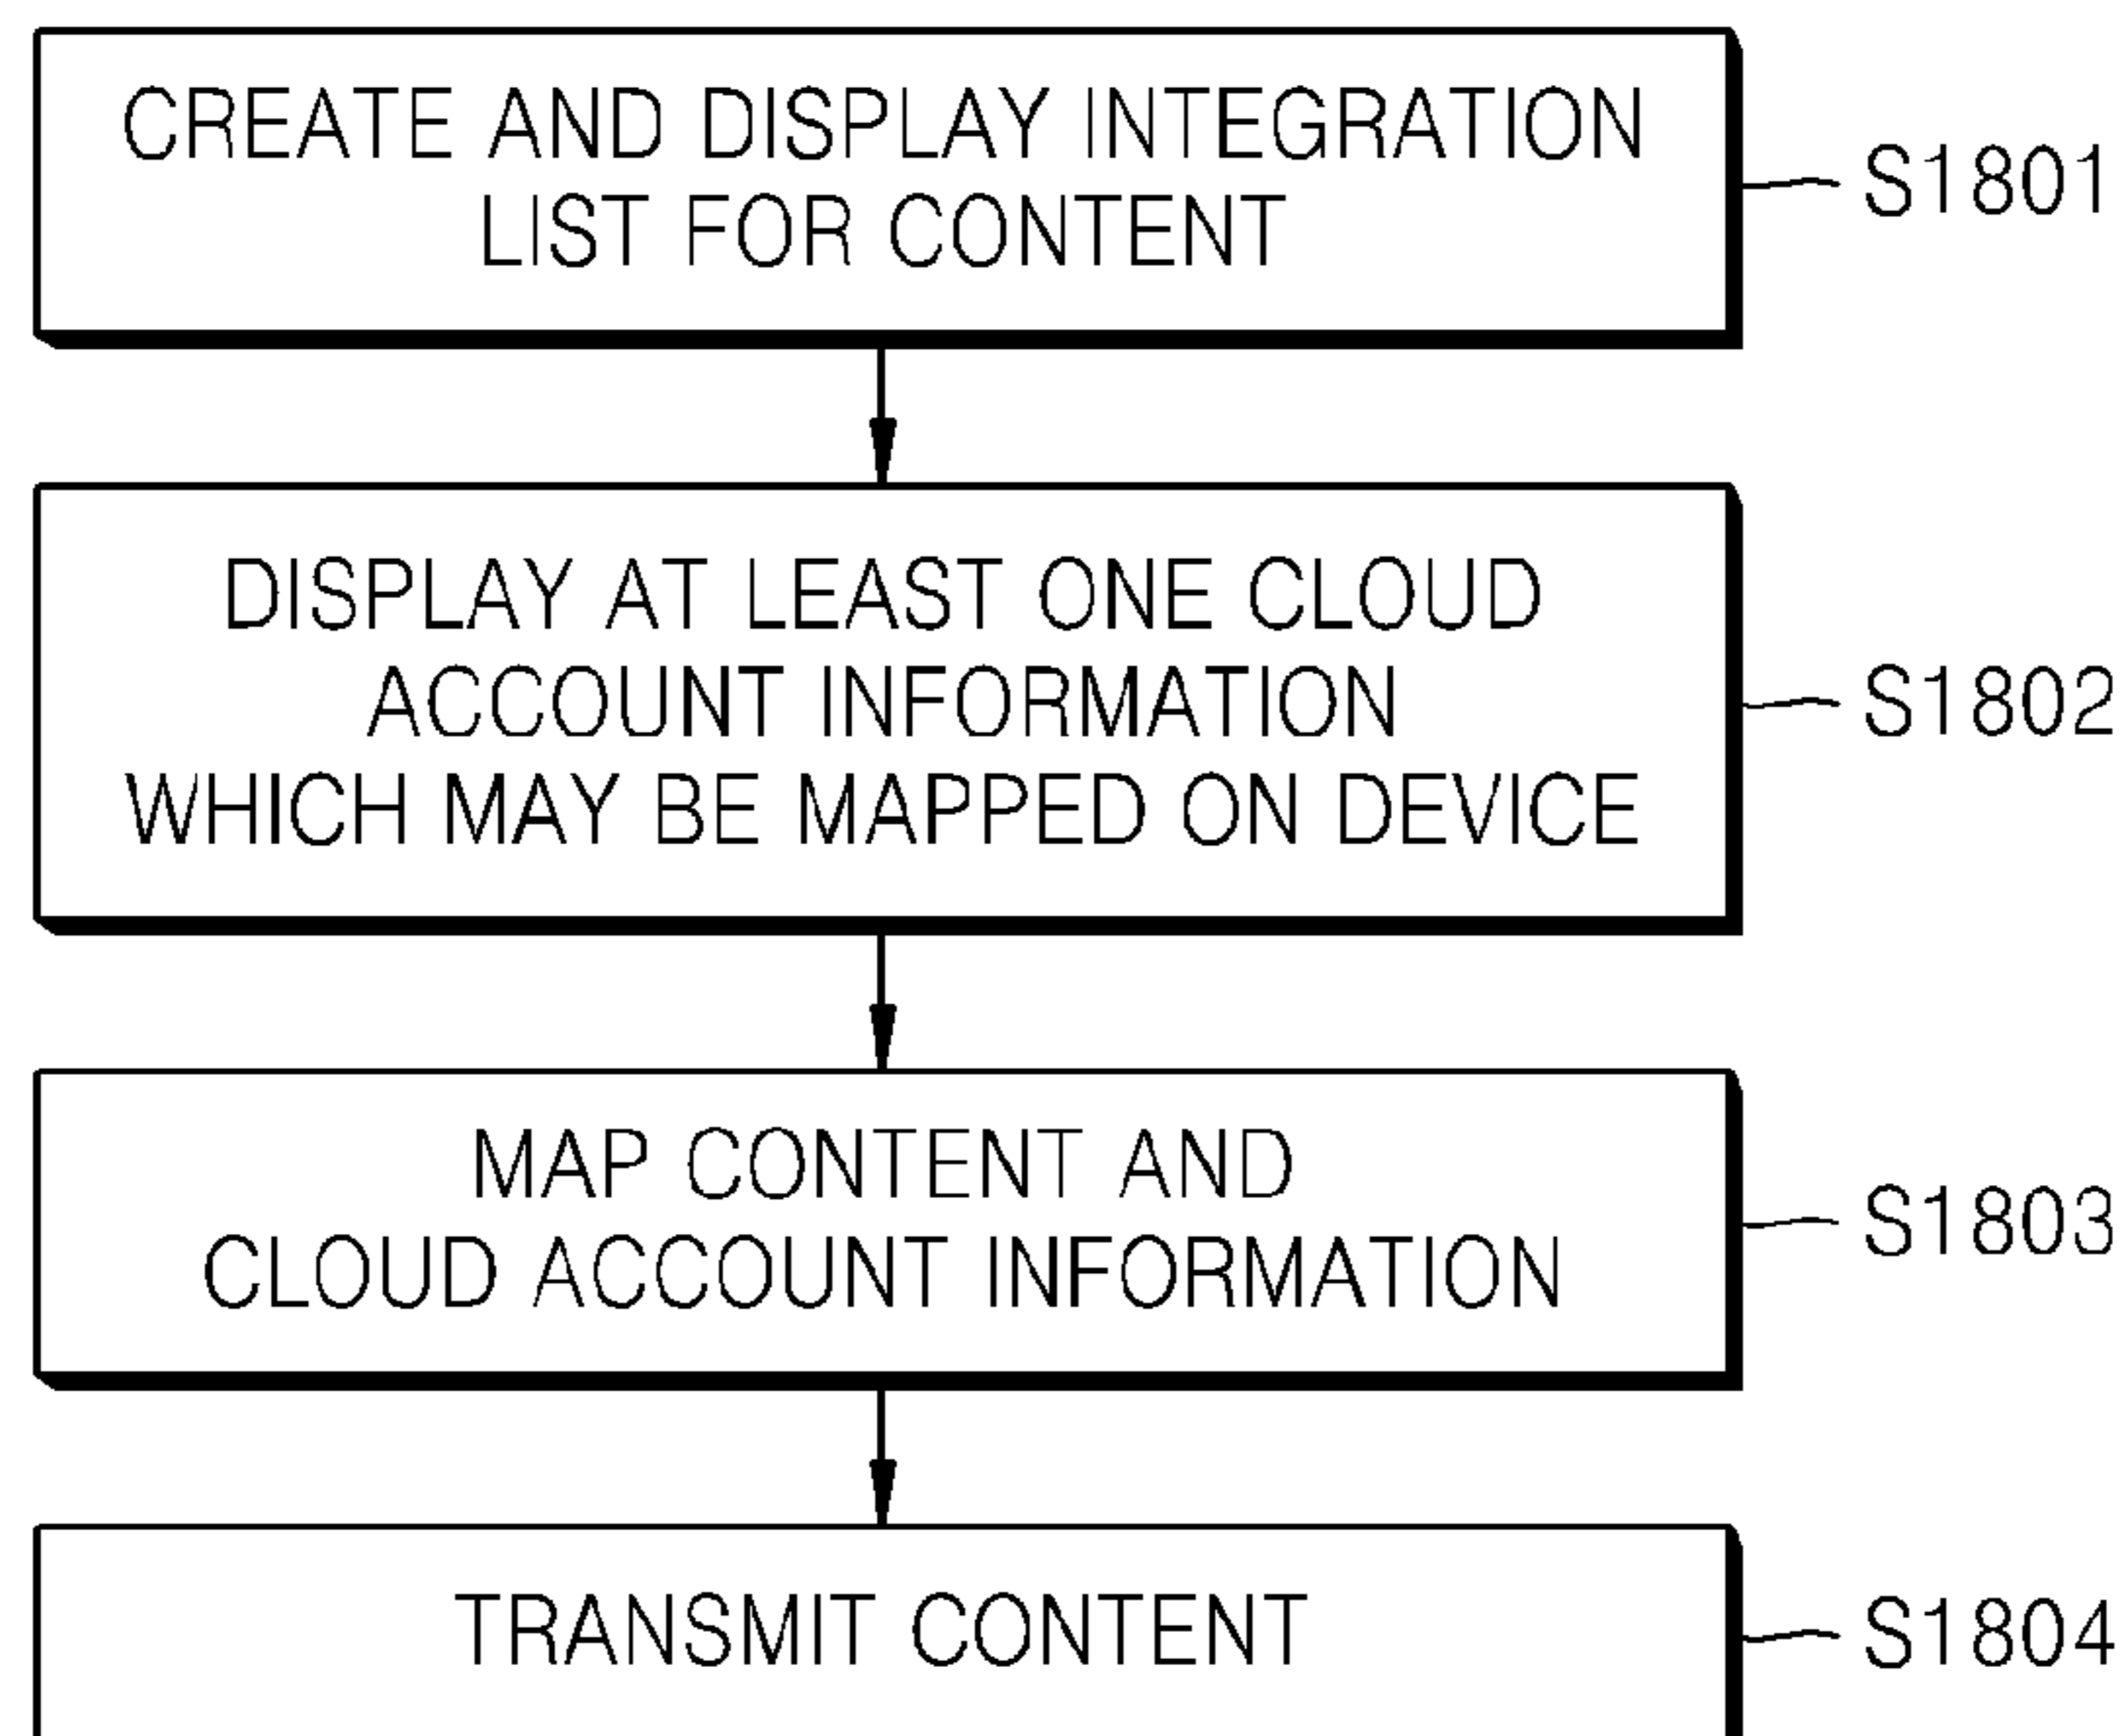 CREATE AND DISPLAY INTEGRATION
LIST FOR CONTENT
S1801
DISPLAY AT LEAST ONE CLOUD
ACCOUNT INFORMATION
WHICH MAY BE MAPPED ON DEVICE
S1802
MAP CONTENT AND
CLOUD ACCOUNT INFORMATION
S1803
TRANSMIT CONTENT
S1804